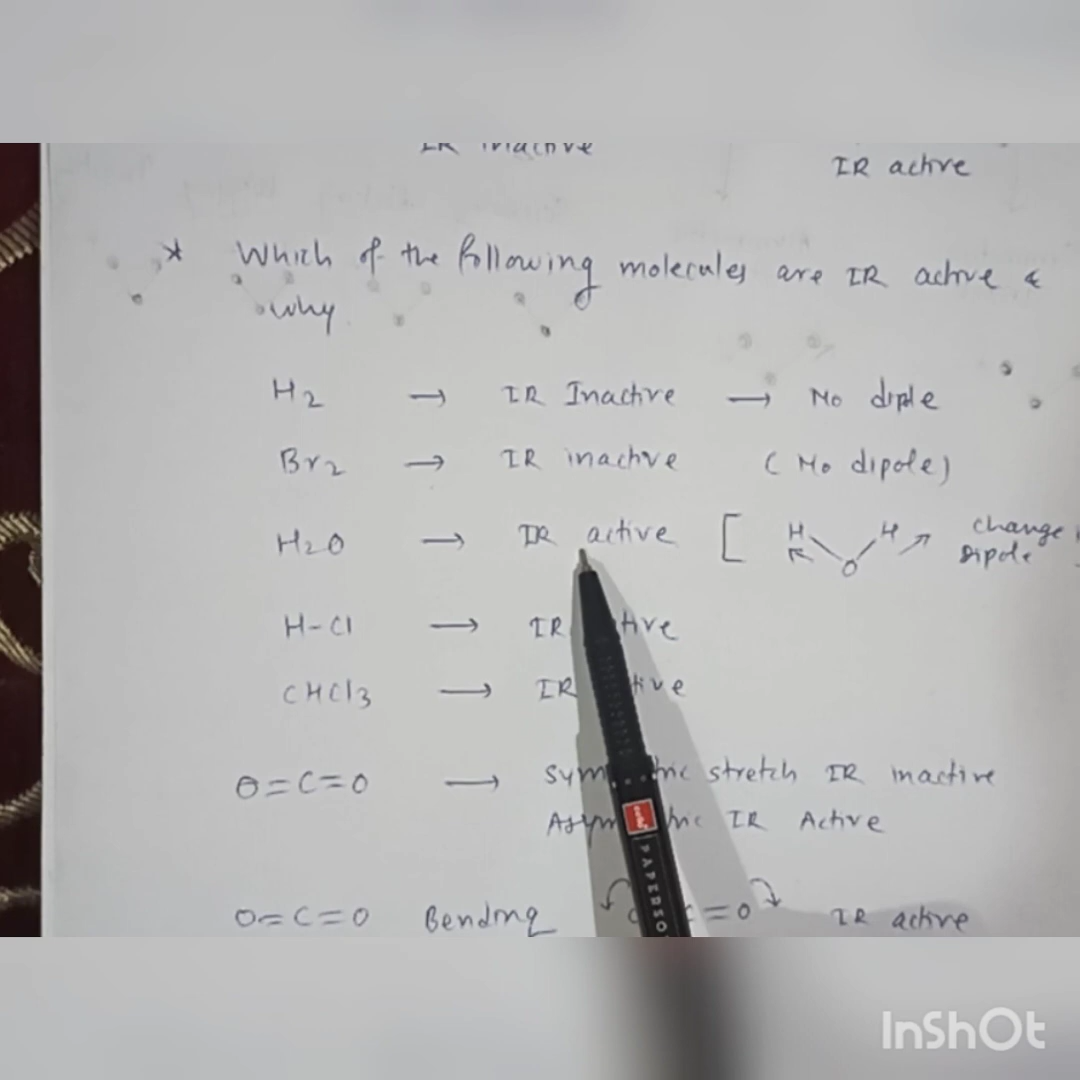 IR active
* Which of the following molecules are IR active &
why
H2 → IR Inactive → No diple
Br2 → IR inactive (No dipole)
H2O → IR active [ H O H change
dipole
H-Cl → IR
CHCl3 → IR
O=C=O → stretch IR inactive
IR Active
O=C=O Bending =O IR active
PAPERSO
InShOt